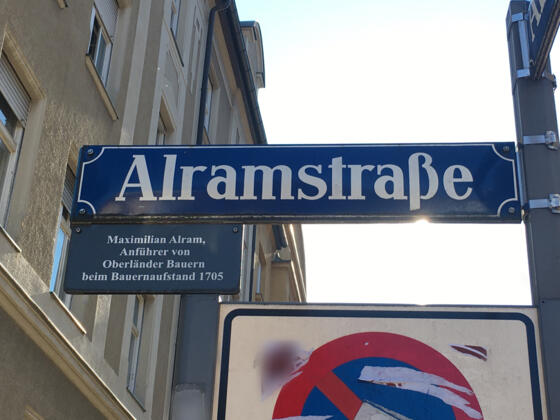 Alramstraße
Maximilian Alram,
Anführer von
Oberländer Bauern
beim Bauernaufstand 1705